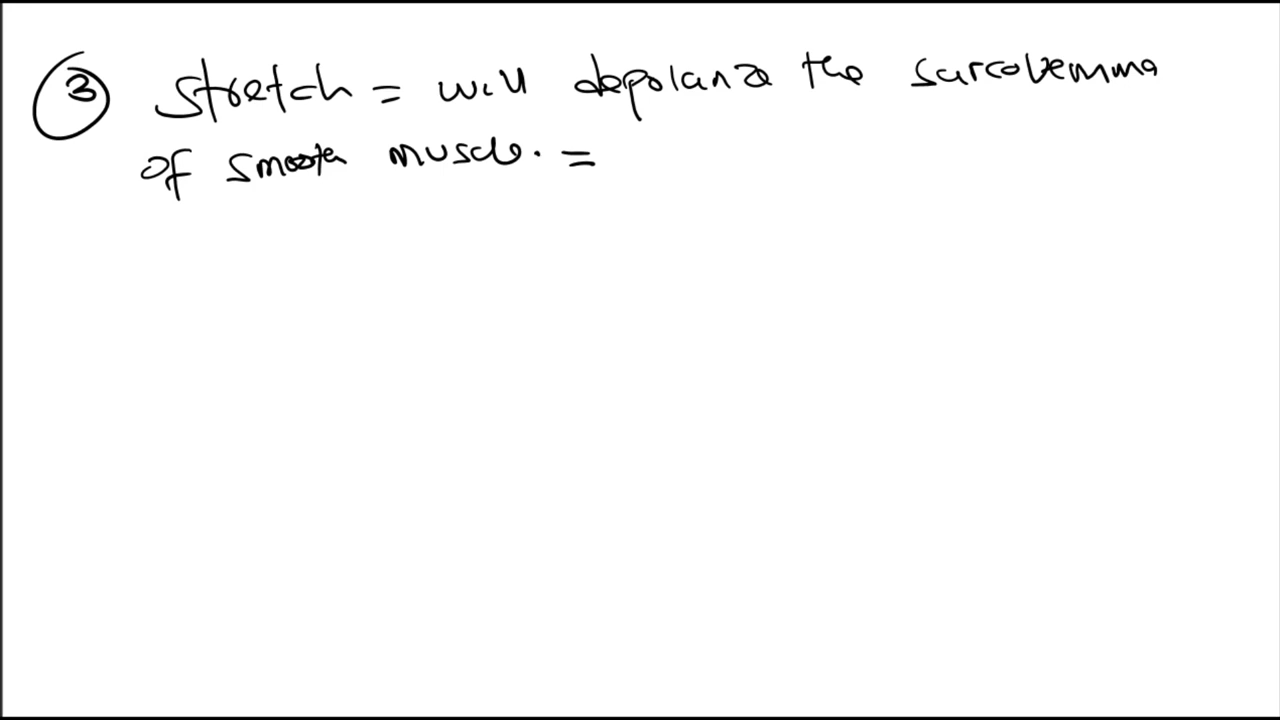 ③ Stretch = will depolarize the sarcolemma
of smooth muscle. =